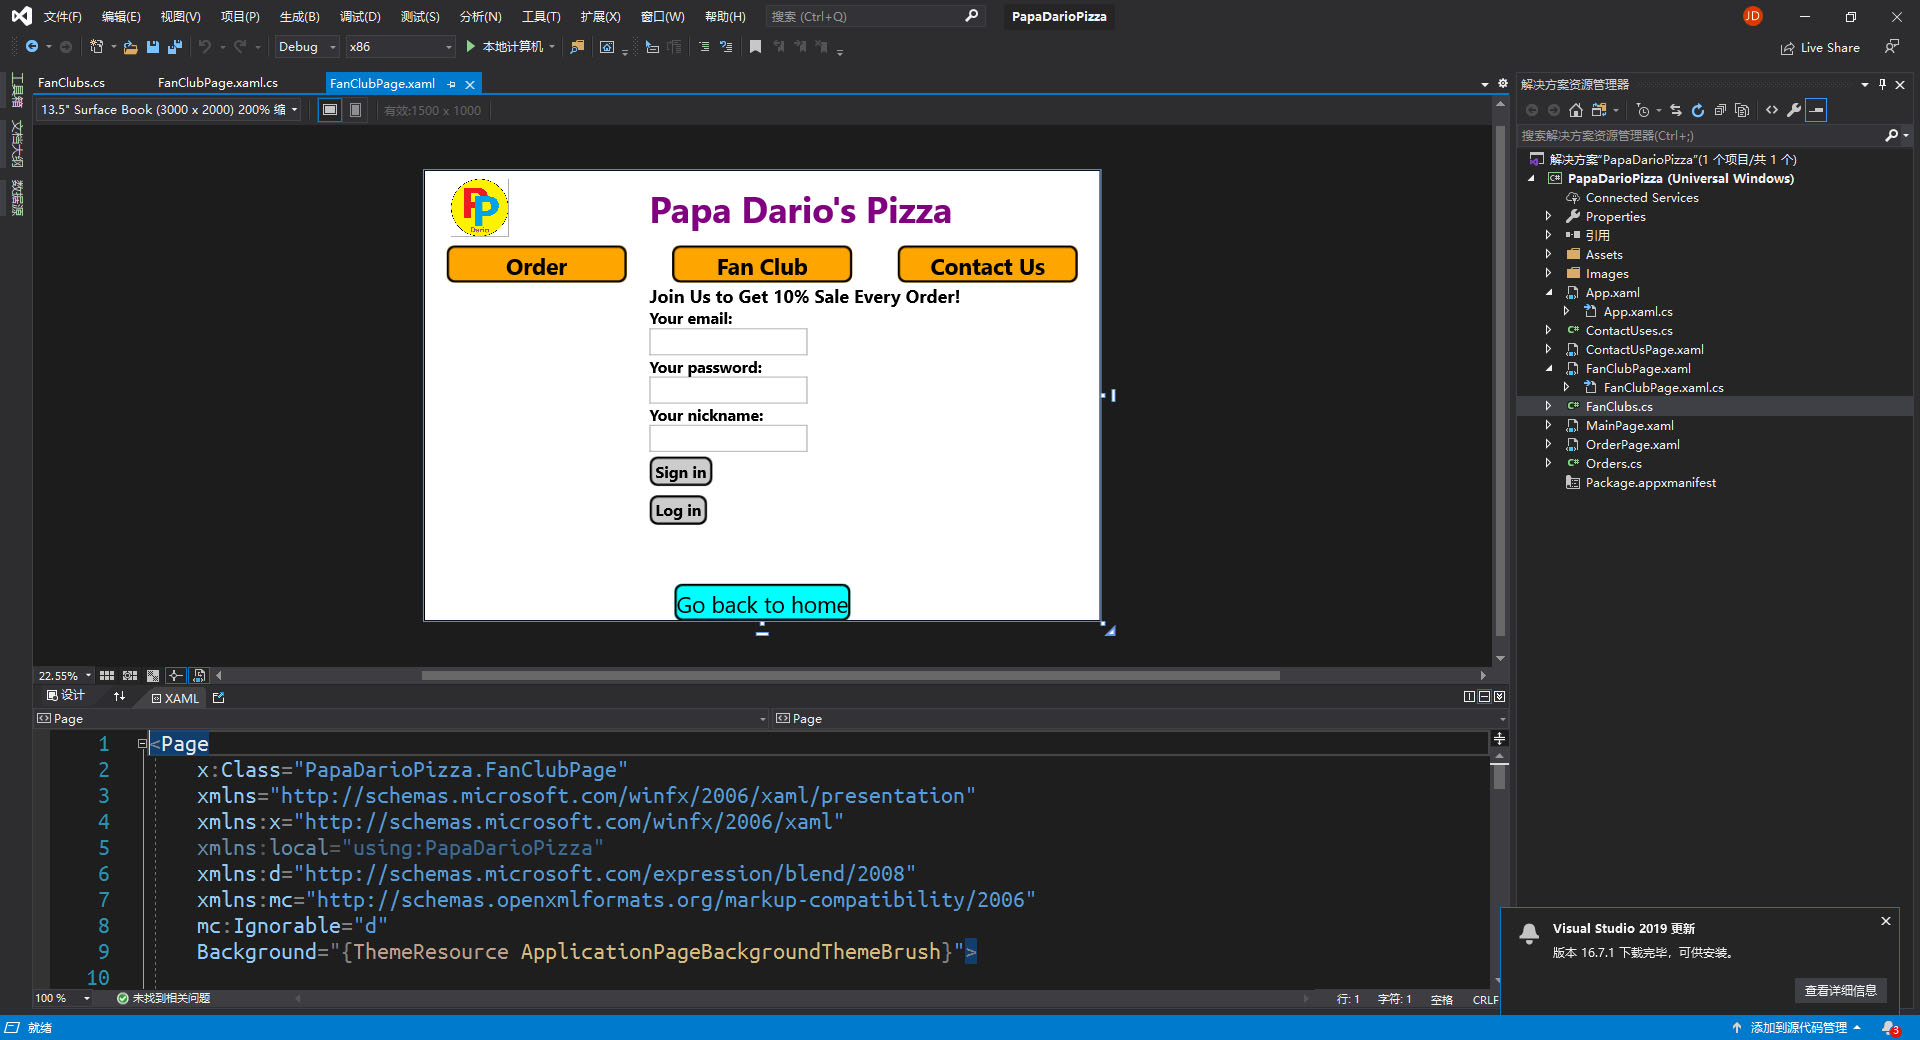 文件(F) 编辑(E) 视图(V) 项目(P) 生成(B) 调试(D) 测试(S) 分析(N) 工具(T) 扩展(X) 窗口(W) 帮助(H) 搜索 (Ctrl+Q) PapaDarioPizza JD
Debug x86 本地计算机 Live Share
工具箱
文档大纲
数据源
FanClubs.cs FanClubPage.xaml.cs FanClubPage.xaml
13.5" Surface Book (3000 x 2000) 200% 缩 有效:1500 x 1000
PP
Dario
Papa Dario's Pizza
Order Fan Club Contact Us
Join Us to Get 10% Sale Every Order!
Your email:
Your password:
Your nickname:
Sign in
Log in
Go back to home
22.55%
设计 XAML
Page Page
1 <Page
2 x:Class="PapaDarioPizza.FanClubPage"
3 xmlns="http://schemas.microsoft.com/winfx/2006/xaml/presentation"
4 xmlns:x="http://schemas.microsoft.com/winfx/2006/xaml"
5 xmlns:local="using:PapaDarioPizza"
6 xmlns:d="http://schemas.microsoft.com/expression/blend/2008"
7 xmlns:mc="http://schemas.openxmlformats.org/markup-compatibility/2006"
8 mc:Ignorable="d"
9 Background="{ThemeResource ApplicationPageBackgroundThemeBrush}">
10
100 % 未找到相关问题 行: 1 字符: 1 空格 CRLF
解决方案资源管理器
搜索解决方案资源管理器(Ctrl+;)
解决方案"PapaDarioPizza"(1 个项目/共 1 个)
PapaDarioPizza (Universal Windows)
Connected Services
Properties
引用
Assets
Images
App.xaml
App.xaml.cs
ContactUses.cs
ContactUsPage.xaml
FanClubPage.xaml
FanClubPage.xaml.cs
FanClubs.cs
MainPage.xaml
OrderPage.xaml
Orders.cs
Package.appxmanifest
Visual Studio 2019 更新
版本 16.7.1 下载完毕，可供安装。
查看详细信息
就绪 添加到源代码管理 3